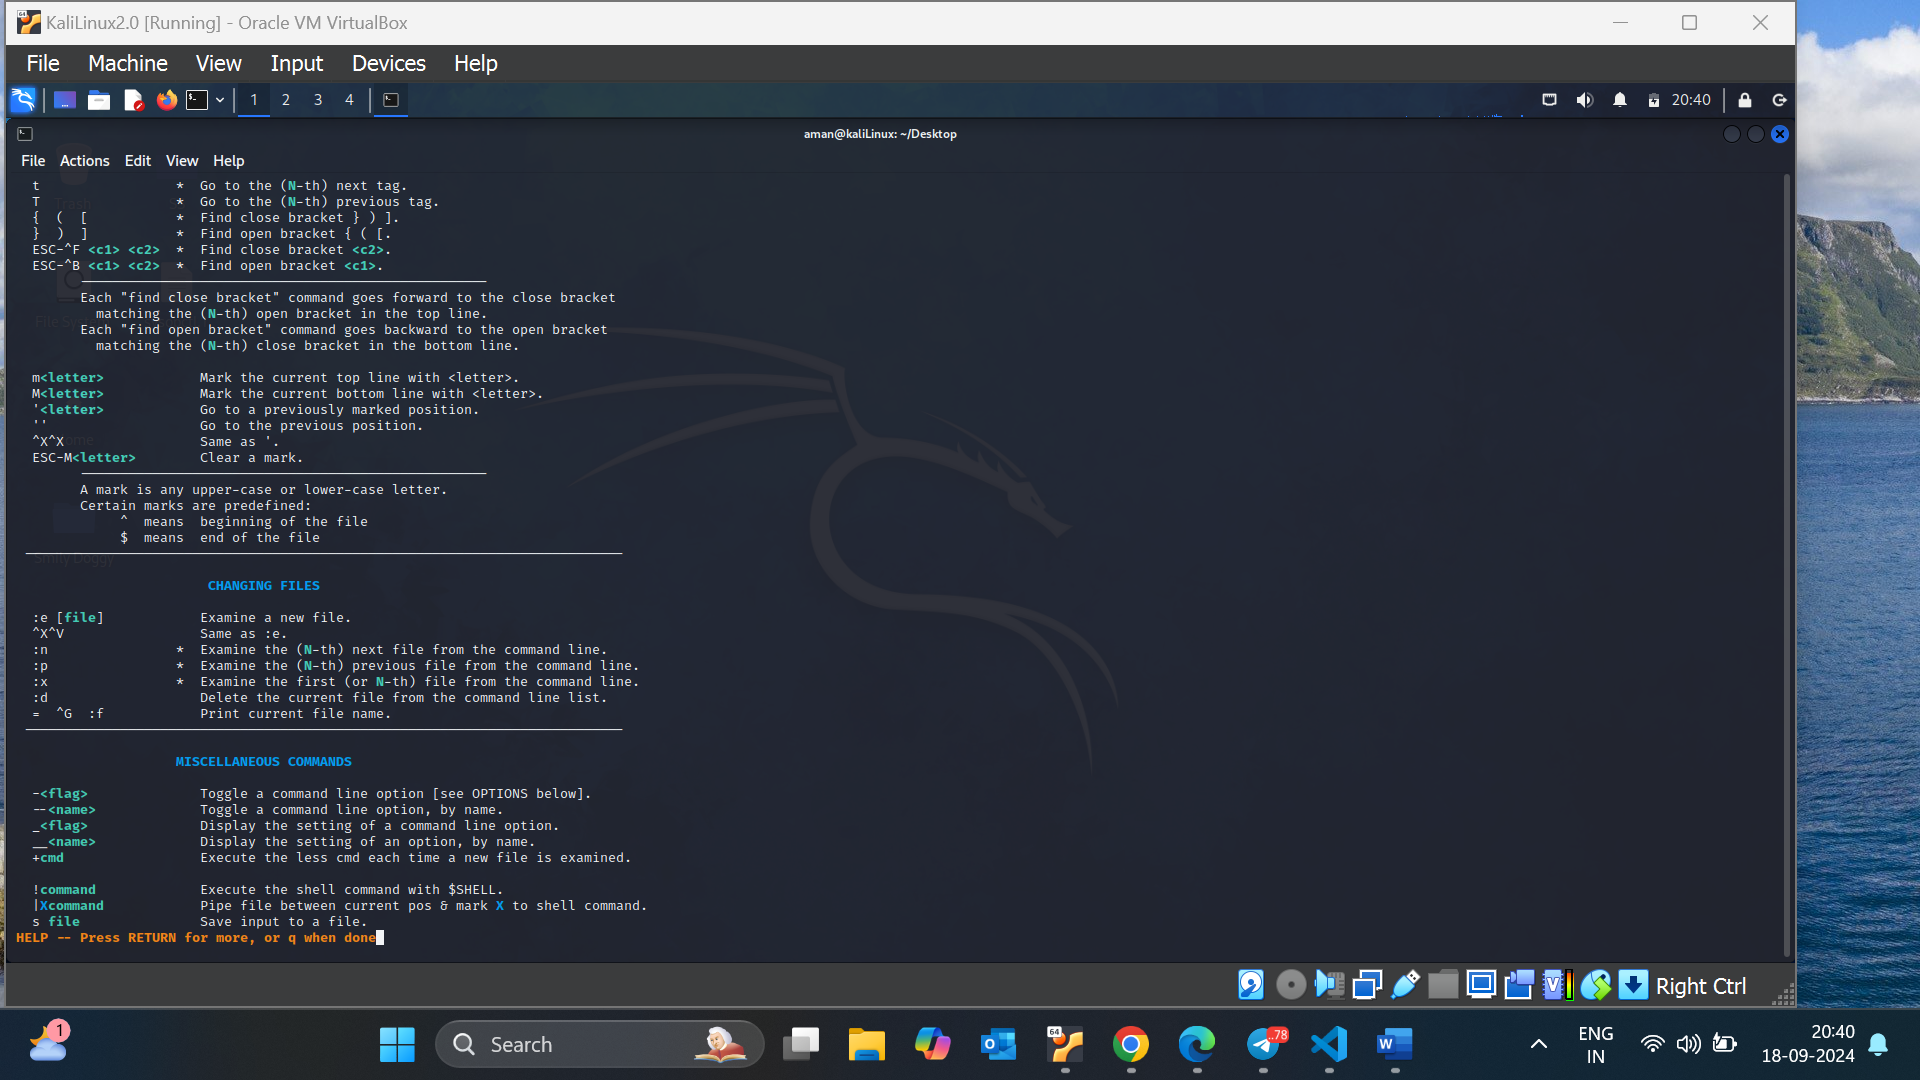 KaliLinux2.0 [Running] - Oracle VM VirtualBox
File Machine View Input Devices Help
1 2 3 4 20:40
aman@kaliLinux: ~/Desktop
File Actions Edit View Help
t * Go to the (N-th) next tag.
T * Go to the (N-th) previous tag.
{ ( [ * Find close bracket } ) ].
} ) ] * Find open bracket { ( [.
ESC-^F <c1> <c2> * Find close bracket <c2>.
ESC-^B <c1> <c2> * Find open bracket <c1>.
Each "find close bracket" command goes forward to the close bracket
matching the (N-th) open bracket in the top line.
Each "find open bracket" command goes backward to the open bracket
matching the (N-th) close bracket in the bottom line.
m<letter> Mark the current top line with <letter>.
M<letter> Mark the current bottom line with <letter>.
'<letter> Go to a previously marked position.
'' Go to the previous position.
^X^X Same as '.
ESC-M<letter> Clear a mark.
A mark is any upper-case or lower-case letter.
Certain marks are predefined:
^ means beginning of the file
$ means end of the file
Smily Doggy
CHANGING FILES
:e [file] Examine a new file.
^X^V Same as :e.
:n * Examine the (N-th) next file from the command line.
:p * Examine the (N-th) previous file from the command line.
:x * Examine the first (or N-th) file from the command line.
:d Delete the current file from the command line list.
= ^G :f Print current file name.
MISCELLANEOUS COMMANDS
-<flag> Toggle a command line option [see OPTIONS below].
--<name> Toggle a command line option, by name.
_<flag> Display the setting of a command line option.
__<name> Display the setting of an option, by name.
+cmd Execute the less cmd each time a new file is examined.
!command Execute the shell command with $SHELL.
|Xcommand Pipe file between current pos & mark X to shell command.
s file Save input to a file.
HELP -- Press RETURN for more, or q when done
Right Ctrl
1 Search 64 ..78 ENG IN 20:40
18-09-2024